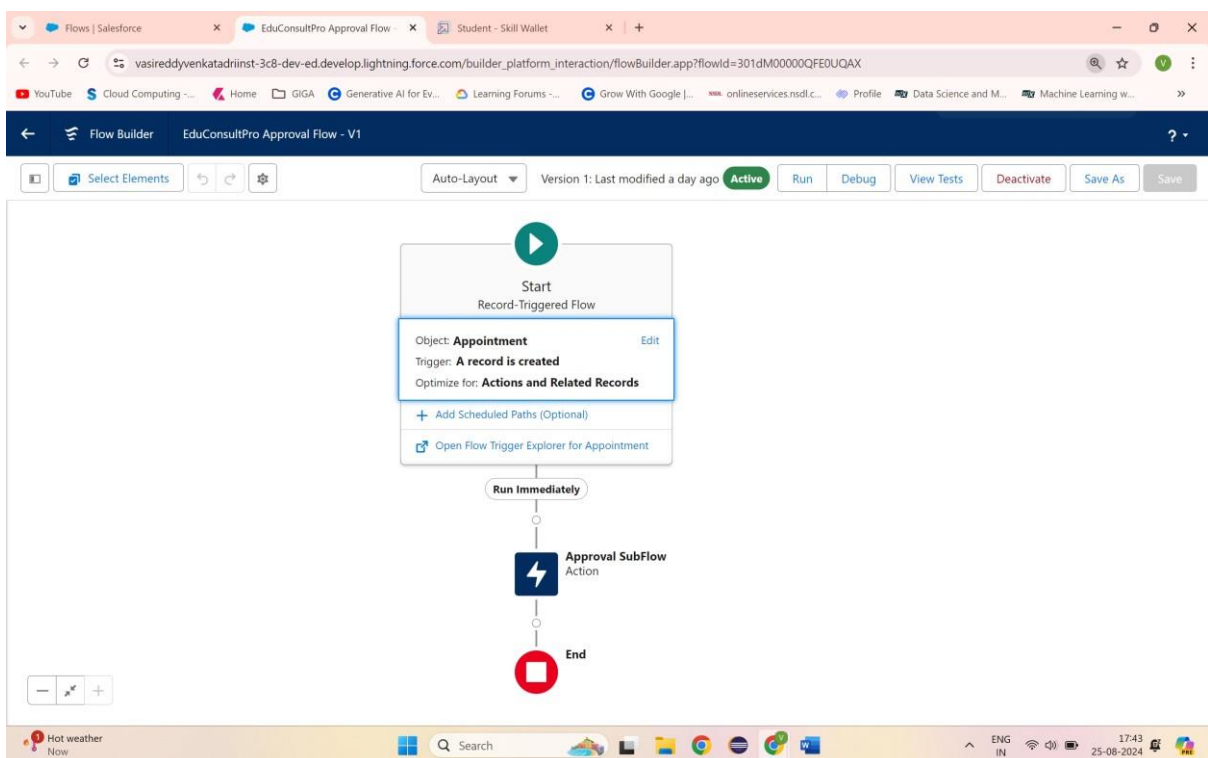 Flows | Salesforce
EduConsultPro Approval Flow -
Student - Skill Wallet
vasireddyvenkatadriinst-3c8-dev-ed.develop.lightning.force.com/builder_platform_interaction/flowBuilder.app?flowId=301dM00000QFE0UQAX
V
YouTube Cloud Computing -... Home GIGA Generative AI for Ev... Learning Forums -... Grow With Google |... onlineservices.nsdl.c... Profile Data Science and M... Machine Learning w... »
Flow Builder EduConsultPro Approval Flow - V1 ?
Select Elements Auto-Layout Version 1: Last modified a day ago Active Run Debug View Tests Deactivate Save As Save
Start
Record-Triggered Flow
Object: Appointment Edit
Trigger: A record is created
Optimize for: Actions and Related Records
+ Add Scheduled Paths (Optional)
Open Flow Trigger Explorer for Appointment
Run Immediately
Approval SubFlow
Action
End
1 Hot weather
Now
Search
ENG
IN
17:43
25-08-2024
PRE